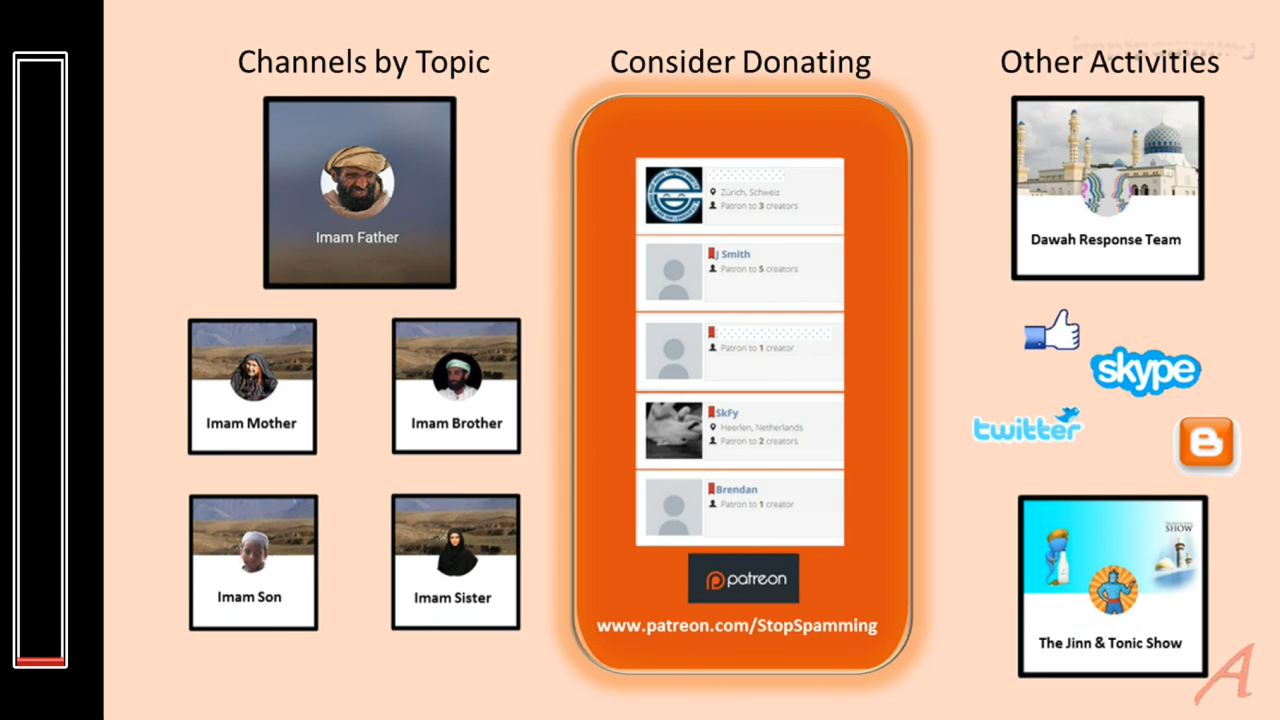 Channels by Topic
Imam Father
Imam Mother
Imam Brother
Imam Son
Imam Sister
Consider Donating
Zürich, Schweiz
Patron to 3 creators
J Smith
Patron to 5 creators
Patron to 1 creator
SkFy
Heerlen, Netherlands
Patron to 2 creators
Brendan
Patron to 1 creator
patreon
www.patreon.com/StopSpamming
Other Activities
Dawah Response Team
skype
twitter
SHOW
The Jinn & Tonic Show
A